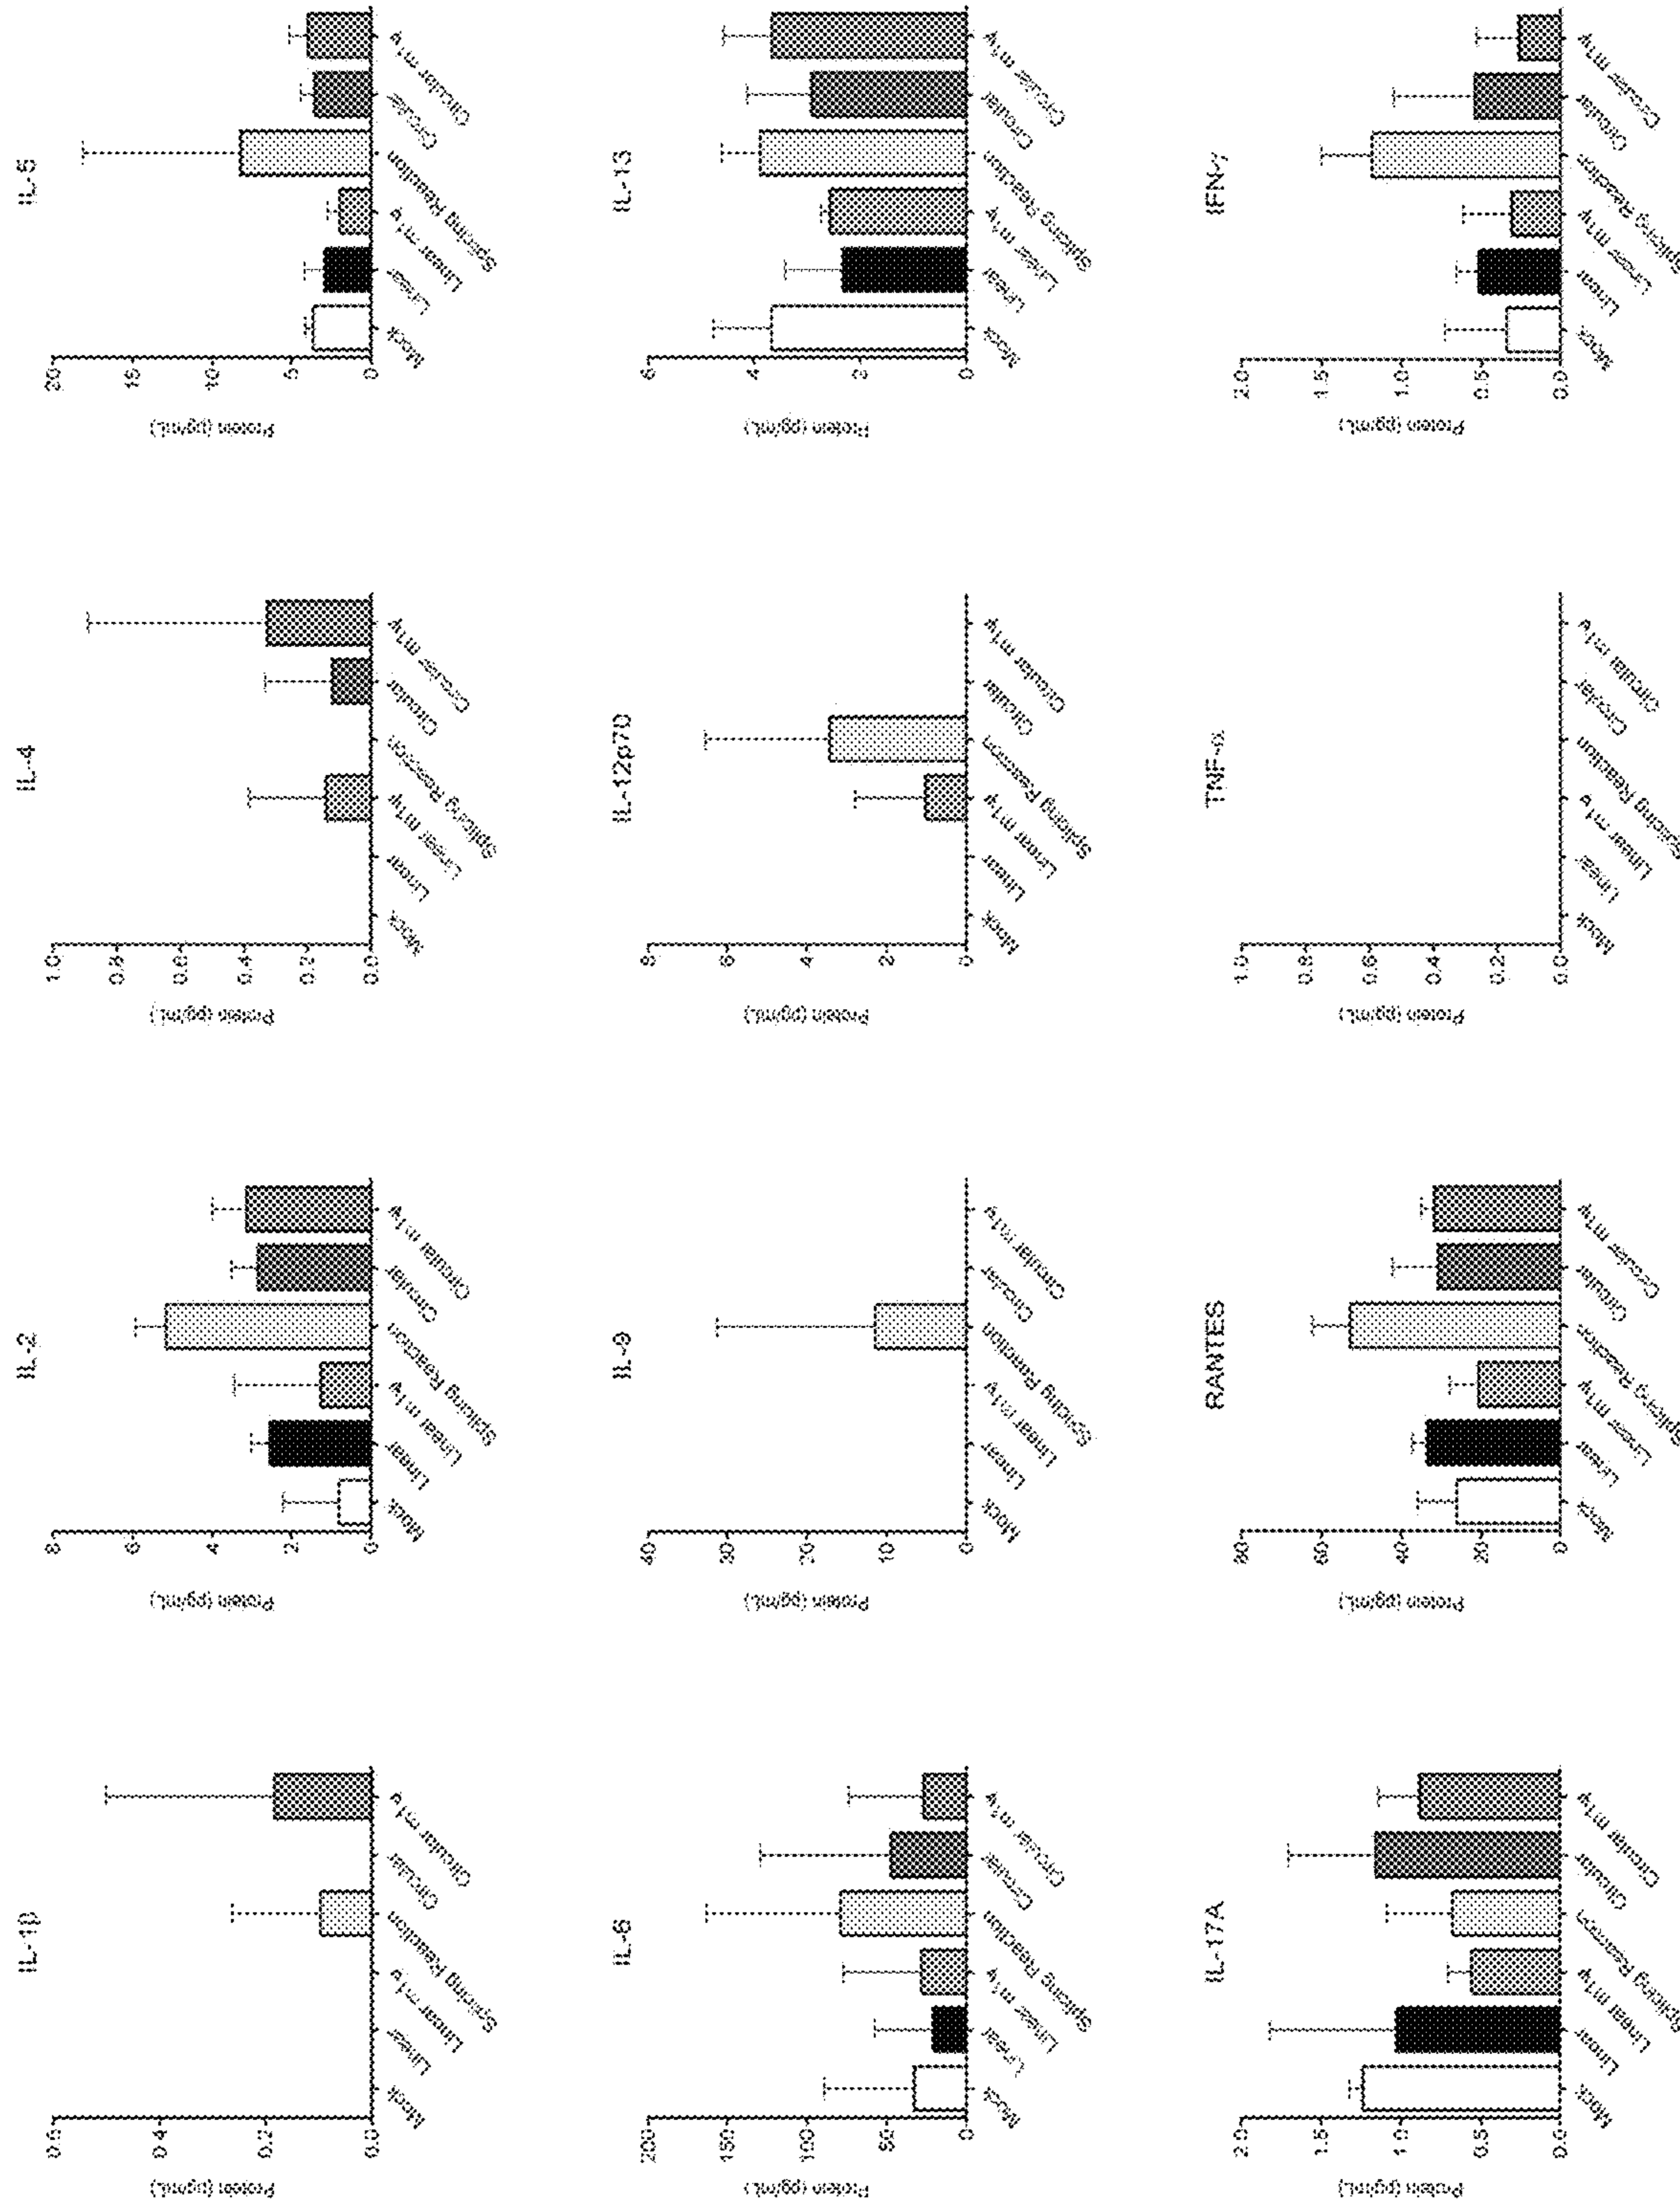 IL-1β
Protein (pg/mL)
0.6
0.4
0.2
0.0
Mock
Linear
Linear m1ψ
Splicing Reaction
Circular
Circular m1ψ
IL-2
Protein (pg/mL)
8
6
4
2
0
Mock
Linear
Linear m1ψ
Splicing Reaction
Circular
Circular m1ψ
IL-4
Protein (pg/mL)
1.0
0.8
0.6
0.4
0.2
0.0
Mock
Linear
Linear m1ψ
Splicing Reaction
Circular
Circular m1ψ
IL-5
Protein (pg/mL)
20
15
10
5
0
Mock
Linear
Linear m1ψ
Splicing Reaction
Circular
Circular m1ψ
IL-6
Protein (pg/mL)
200
150
100
50
0
Mock
Linear
Linear m1ψ
Splicing Reaction
Circular
Circular m1ψ
IL-9
Protein (pg/mL)
40
30
20
10
0
Mock
Linear
Linear m1ψ
Splicing Reaction
Circular
Circular m1ψ
IL-12p70
Protein (pg/mL)
8
6
4
2
0
Mock
Linear
Linear m1ψ
Splicing Reaction
Circular
Circular m1ψ
IL-13
Protein (pg/mL)
6
4
2
0
Mock
Linear
Linear m1ψ
Splicing Reaction
Circular
Circular m1ψ
IL-17A
Protein (pg/mL)
2.0
1.5
1.0
0.5
0.0
Mock
Linear
Linear m1ψ
Splicing Reaction
Circular
Circular m1ψ
RANTES
Protein (pg/mL)
80
60
40
20
0
Mock
Linear
Linear m1ψ
Splicing Reaction
Circular
Circular m1ψ
TNF-α
Protein (pg/mL)
1.0
0.8
0.6
0.4
0.2
0.0
Mock
Linear
Linear m1ψ
Splicing Reaction
Circular
Circular m1ψ
IFN-γ
Protein (pg/mL)
2.0
1.5
1.0
0.5
0.0
Mock
Linear
Linear m1ψ
Splicing Reaction
Circular
Circular m1ψ